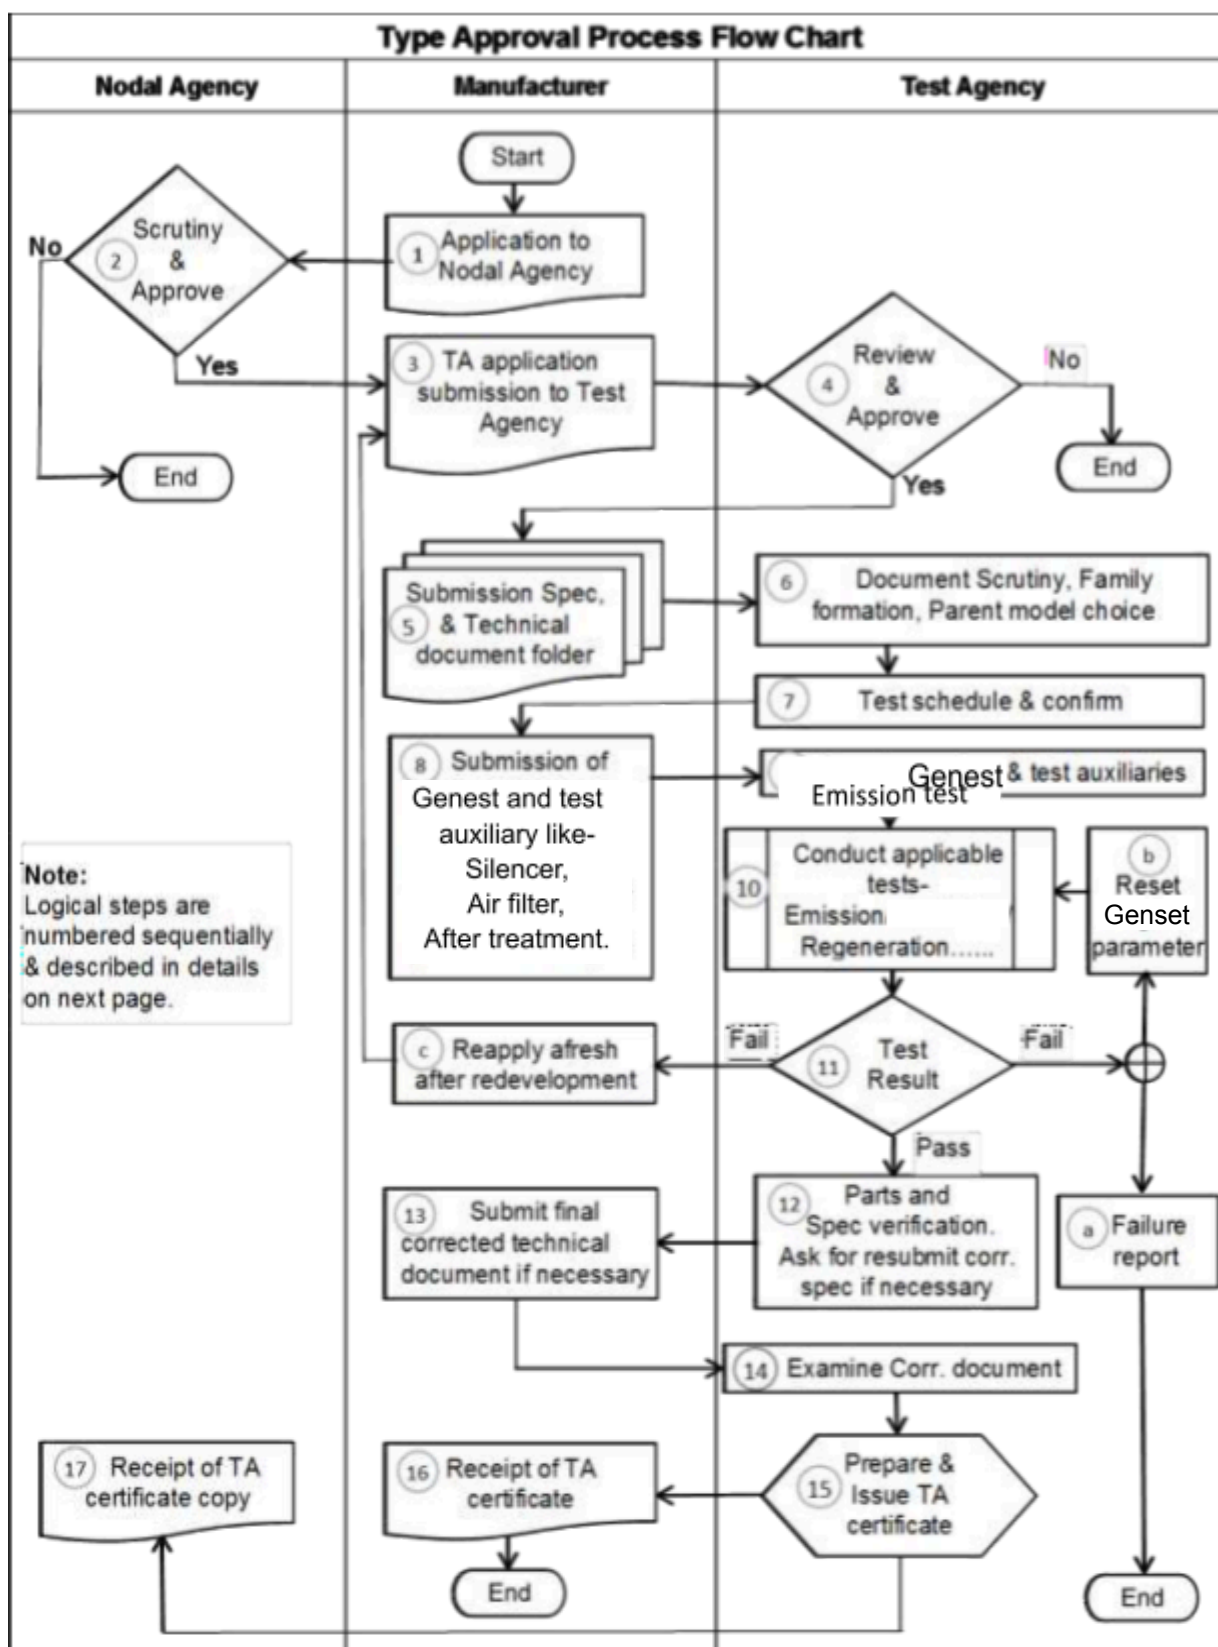 Type Approval Process Flow Chart
Nodal Agency
Manufacturer
Test Agency
Start
1 Application to
Nodal Agency
Scrutiny
2 &
Approve
No
Yes
End
3 TA application
submission to Test
Agency
Review
4 &
Approve
No
End
Yes
Submission Spec,
5 & Technical
document folder
6 Document Scrutiny, Family
formation, Parent model choice
7 Test schedule & confirm
8 Submission of
Genest and test
auxiliary like-
Silencer,
Air filter,
After treatment.
Genest & test auxiliaries
Emission test
10 Conduct applicable
tests-
Emission
Regeneration......
b
Reset
Genset
parameter
Note:
Logical steps are
numbered sequentially
& described in details
on next page.
Fail
11 Test
Result
Fail
Pass
c Reapply afresh
after redevelopment
12 Parts and
Spec verification.
Ask for resubmit corr.
spec if necessary
13 Submit final
corrected technical
document if necessary
a Failure
report
14 Examine Corr. document
15 Prepare &
Issue TA
certificate
16 Receipt of TA
certificate
17 Receipt of TA
certificate copy
End
End